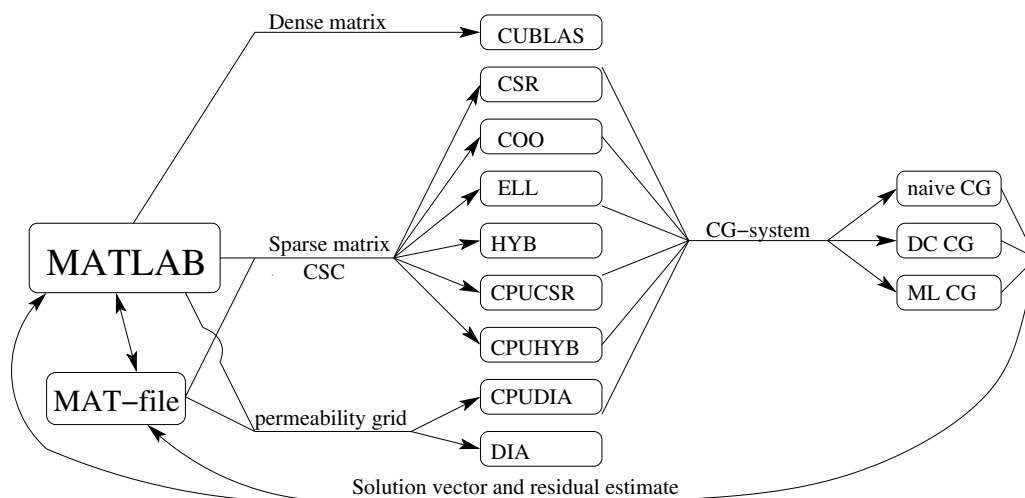 Dense matrix
CUBLAS
CSR
COO
ELL
HYB
CPUCSR
CPUHYB
CPUDIA
DIA
MATLAB
Sparse matrix
CSC
MAT−file
permeability grid
CG−system
naive CG
DC CG
ML CG
Solution vector and residual estimate